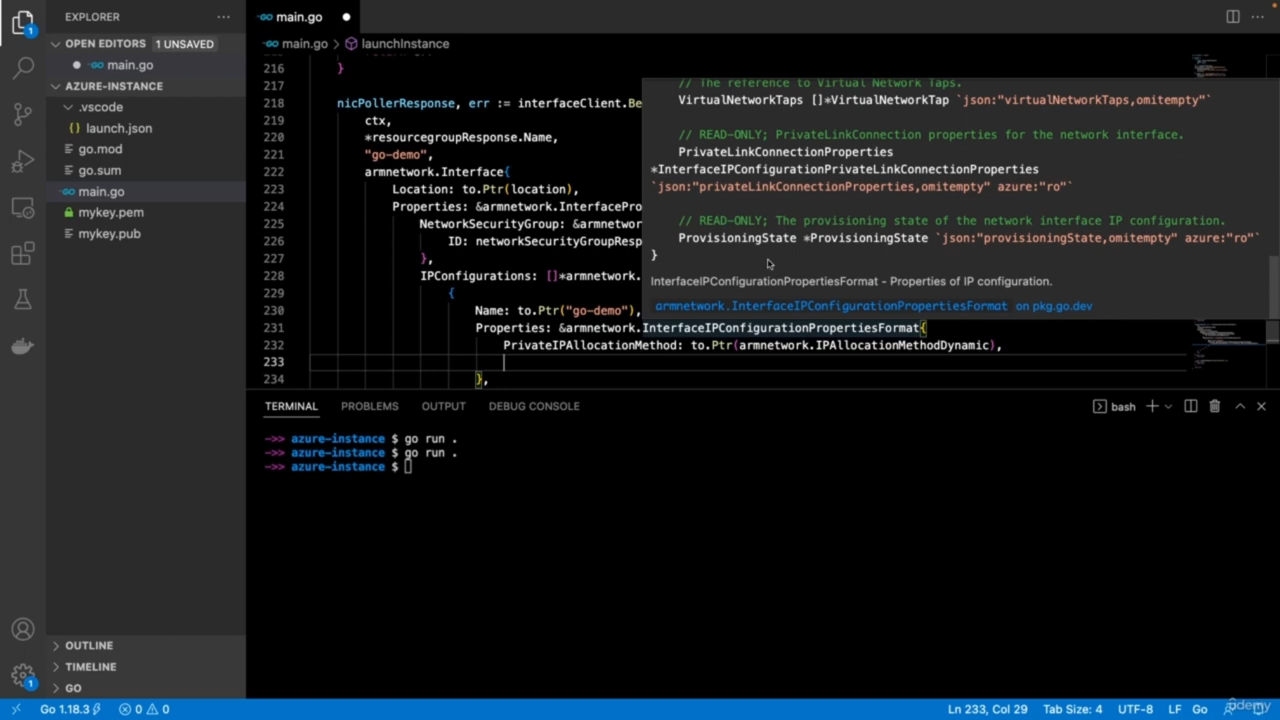 EXPLORER
OPEN EDITORS 1 UNSAVED
main.go
AZURE-INSTANCE
.vscode
launch.json
go.mod
go.sum
main.go
mykey.pem
mykey.pub
OUTLINE
TIMELINE
GO
1
1
main.go
main.go > launchInstance
216 }
217
218 nicPollerResponse, err := interfaceClient.Be
219 ctx,
220 *resourcegroupResponse.Name,
221 "go-demo",
222 armnetwork.Interface{
223 Location: to.Ptr(location),
224 Properties: &armnetwork.InterfacePro
225 NetworkSecurityGroup: &armnetwor
226 ID: networkSecurityGroupResp
227 },
228 IPConfigurations: []*armnetwork.
229 {
230 Name: to.Ptr("go-demo"),
231 Properties: &armnetwork.InterfaceIPConfigurationPropertiesFormat{
232 PrivateIPAllocationMethod: to.Ptr(armnetwork.IPAllocationMethodDynamic),
233
234 },
// The reference to Virtual Network Taps.
VirtualNetworkTaps []*VirtualNetworkTap `json:"virtualNetworkTaps,omitempty"`
// READ-ONLY; PrivateLinkConnection properties for the network interface.
PrivateLinkConnectionProperties
*InterfaceIPConfigurationPrivateLinkConnectionProperties
`json:"privateLinkConnectionProperties,omitempty" azure:"ro"`
// READ-ONLY; The provisioning state of the network interface IP configuration.
ProvisioningState *ProvisioningState `json:"provisioningState,omitempty" azure:"ro"`
}
InterfaceIPConfigurationPropertiesFormat - Properties of IP configuration.
armnetwork.InterfaceIPConfigurationPropertiesFormat on pkg.go.dev
TERMINAL PROBLEMS OUTPUT DEBUG CONSOLE
bash
->> azure-instance $ go run .
->> azure-instance $ go run .
->> azure-instance $
Go 1.18.3 0 0 Ln 233, Col 29 Tab Size: 4 UTF-8 LF Go
udemy